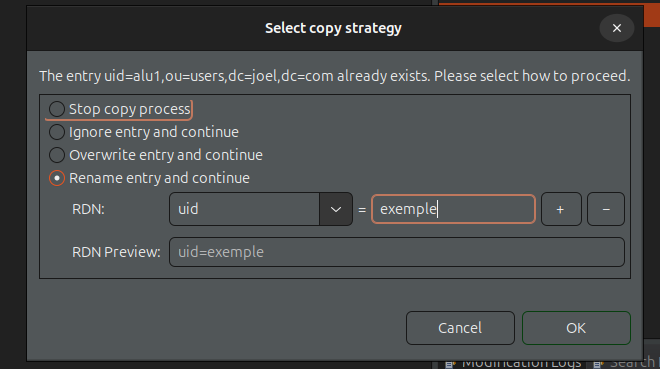 Select copy strategy
The entry uid=alu1,ou=users,dc=joel,dc=com already exists. Please select how to proceed.
Stop copy process
Ignore entry and continue
Overwrite entry and continue
Rename entry and continue
RDN: uid = exemple + −
RDN Preview: uid=exemple
Cancel OK
Modification Logs Search